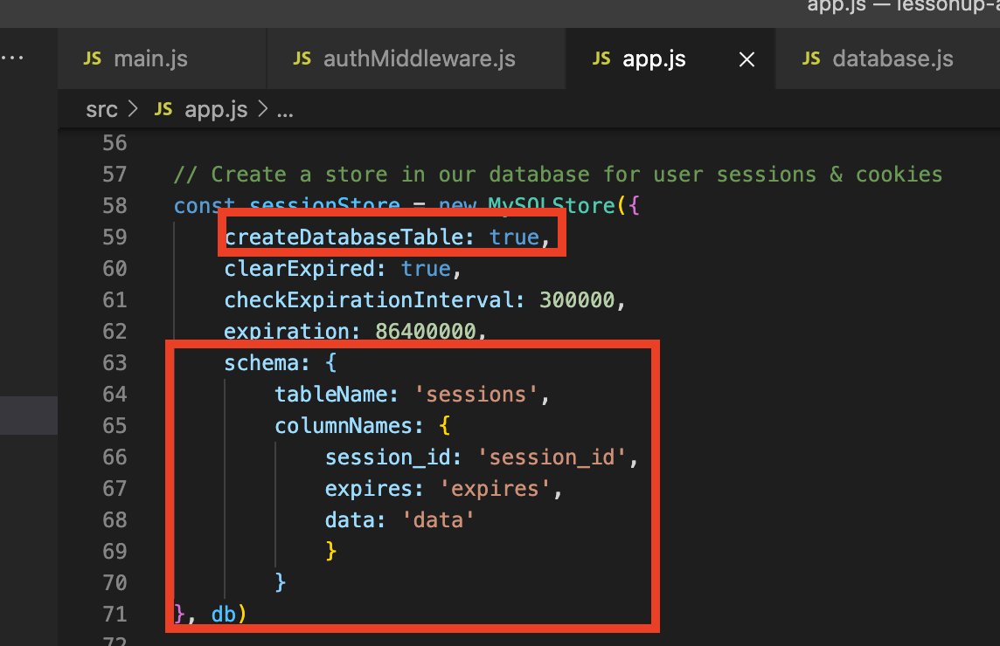 app.js — lessonup-a
...
JS main.js
JS authMiddleware.js
JS app.js ×
JS database.js
src > JS app.js > ...
56
57 // Create a store in our database for user sessions & cookies
58 const sessionStore = new MySQLStore({
59 createDatabaseTable: true,
60 clearExpired: true,
61 checkExpirationInterval: 300000,
62 expiration: 86400000,
63 schema: {
64 tableName: 'sessions',
65 columnNames: {
66 session_id: 'session_id',
67 expires: 'expires',
68 data: 'data'
69 }
70 }
71 }, db)
72